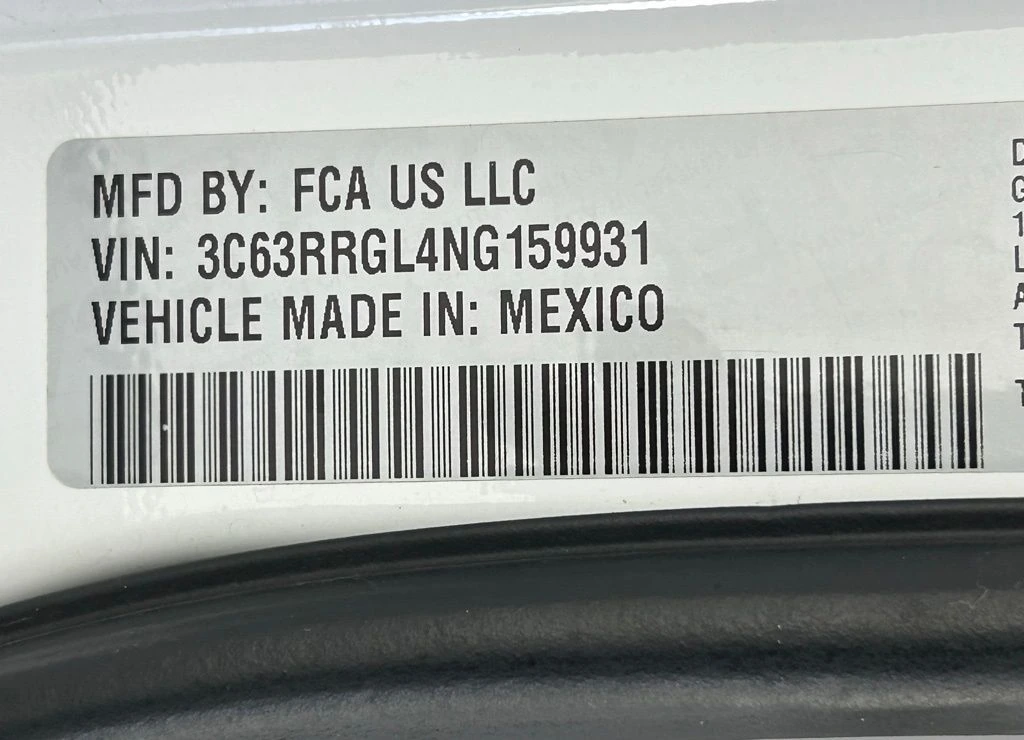 MFD BY: FCA US LLC
VIN: 3C63RRGL4NG159931
VEHICLE MADE IN: MEXICO